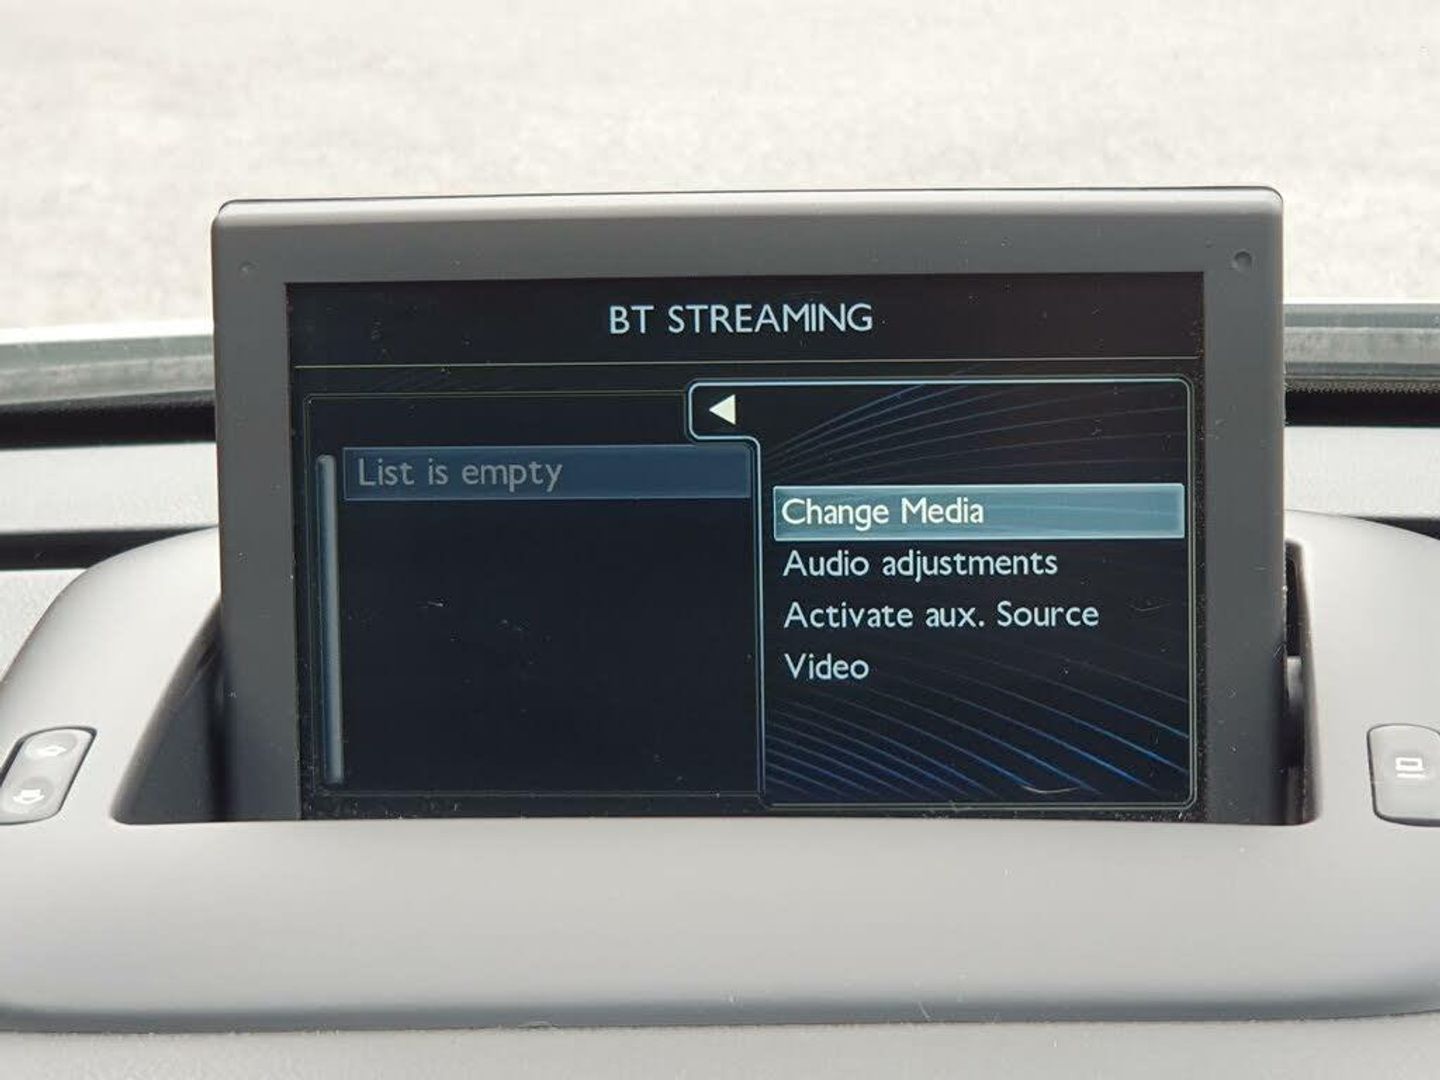 BT STREAMING
List is empty
Change Media
Audio adjustments
Activate aux. Source
Video